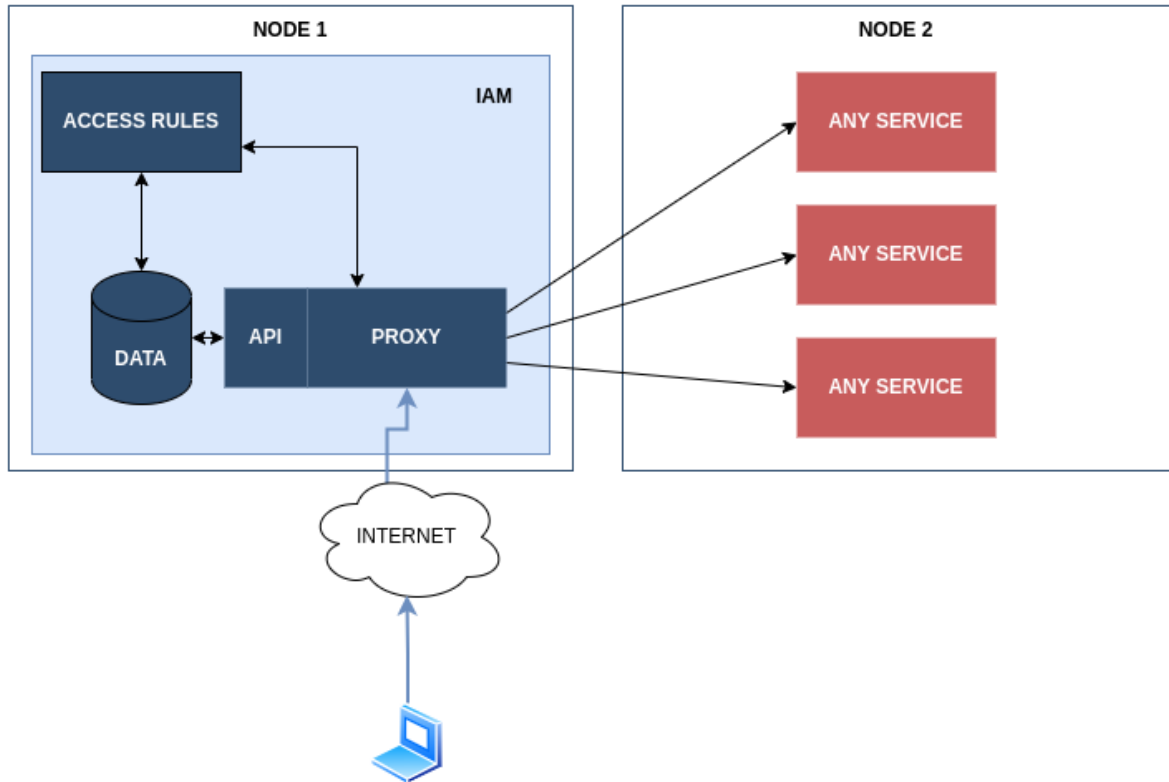 NODE 1
IAM
ACCESS RULES
DATA
API
PROXY
INTERNET
NODE 2
ANY SERVICE
ANY SERVICE
ANY SERVICE